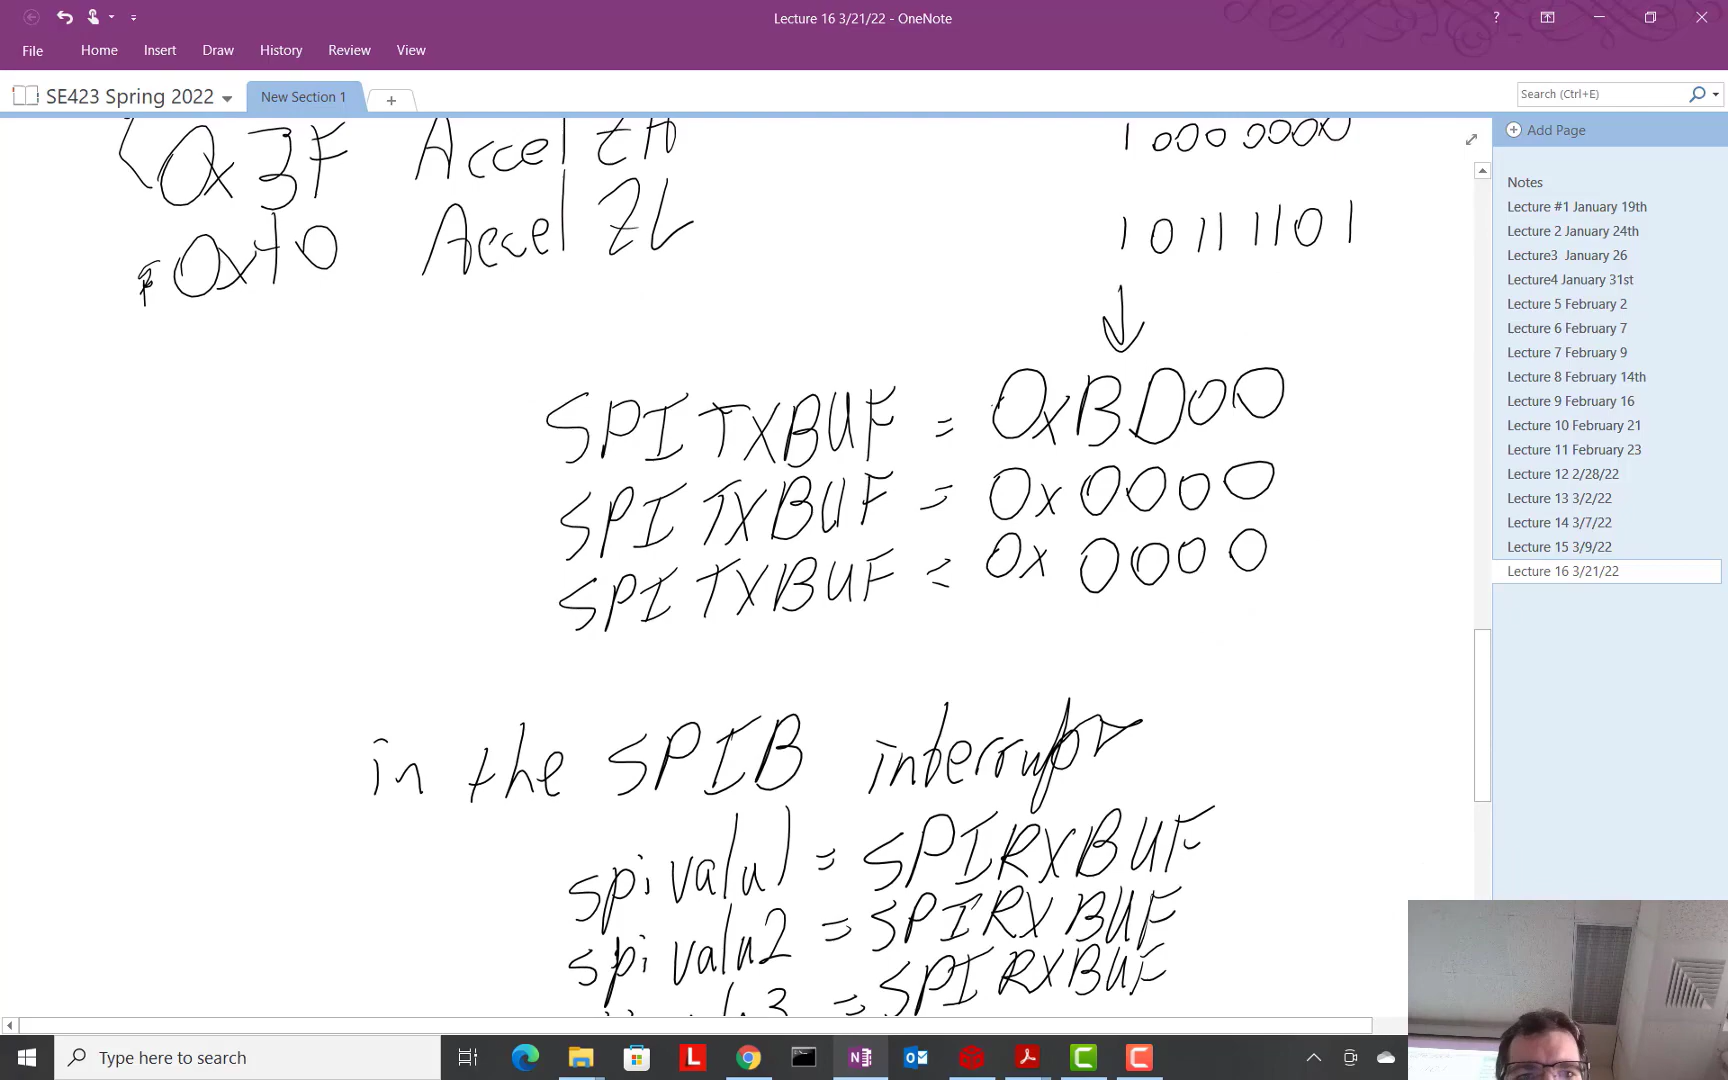 Lecture 16 3/21/22 - OneNote
File Home Insert Draw History Review View
SE423 Spring 2022 New Section 1
Search (Ctrl+E)
Add Page
Notes
Lecture #1 January 19th
Lecture 2 January 24th
Lecture3 January 26
Lecture4 January 31st
Lecture 5 February 2
Lecture 6 February 7
Lecture 7 February 9
Lecture 8 February 14th
Lecture 9 February 16
Lecture 10 February 21
Lecture 11 February 23
Lecture 12 2/28/22
Lecture 13 3/2/22
Lecture 14 3/7/22
Lecture 15 3/9/22
Lecture 16 3/21/22
0x3F Accel ZH
10000000
0x40 Accel ZL
10111101
SPITXBUF = 0xBD00
SPITXBUF = 0x0000
SPITXBUF = 0x0000
in the SPIB interrupt
spivalu1 = SPIRXBUF
spivalu2 = SPIRXBUF
= SPIRXBUF
Type here to search